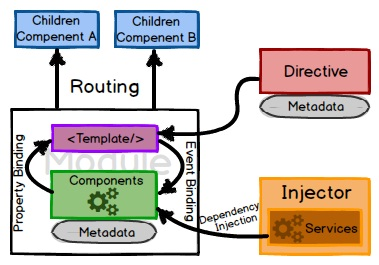 Children
Compenent A
Children
Compenent B
Routing
Directive
Metadata
<Template/>
Module
Property Binding
Event Binding
Components
Metadata
Dependency
Injection
Injector
Services